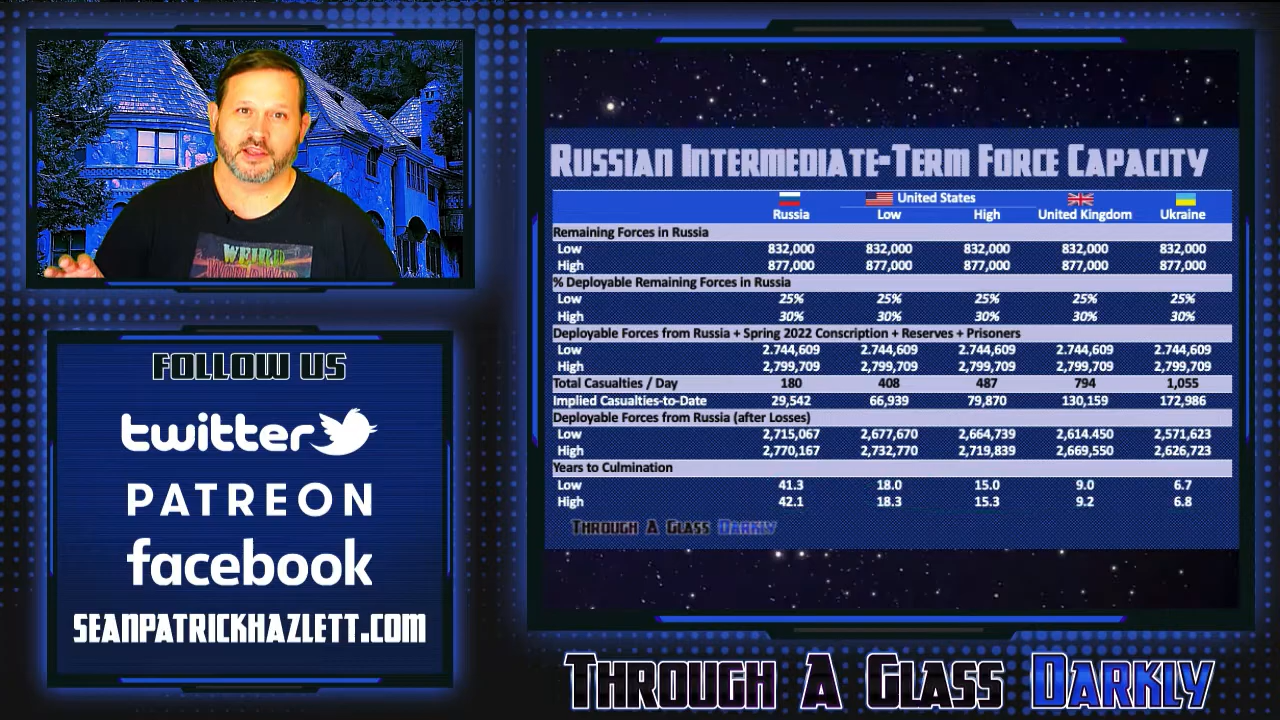 WEIRD
RUSSIAN INTERMEDIATE-TERM FORCE CAPACITY
United States
Russia Low High United Kingdom Ukraine
Remaining Forces in Russia
Low 832,000 832,000 832,000 832,000 832,000
High 877,000 877,000 877,000 877,000 877,000
% Deployable Remaining Forces in Russia
Low 25% 25% 25% 25% 25%
High 30% 30% 30% 30% 30%
Deployable Forces from Russia + Spring 2022 Conscription + Reserves + Prisoners
Low 2.744,609 2.744,609 2.744,609 2.744,609 2.744,609
High 2,799,709 2,799,709 2,799,709 2,799,709 2,799,709
Total Casualties / Day 180 408 487 794 1,055
Implied Casualties-to-Date 29,542 66,939 79,870 130,159 172,986
Deployable Forces from Russia (after Losses)
Low 2,715,067 2,677,670 2,664,739 2,614.450 2,571,623
High 2,770,167 2,732,770 2,719,839 2,669,550 2,626,723
Years to Culmination
Low 41.3 18.0 15.0 9.0 6.7
High 42.1 18.3 15.3 9.2 6.8
THROUGH A GLASS DARKLY
FOLLOW US
twitter
PATREON
facebook
SEANPATRICKHAZLETT.COM
THROUGH A GLASS DARKLY